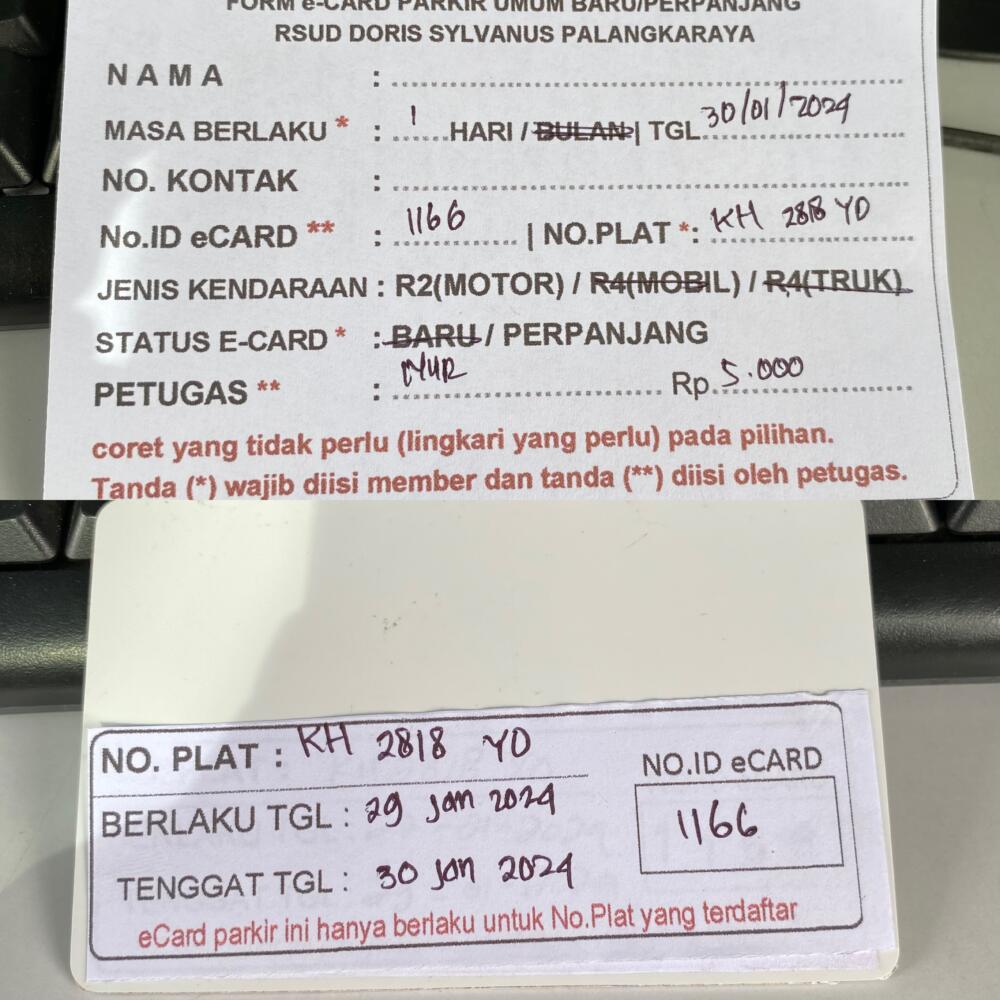 FORM e-CARD PARKIR UMUM BARU/PERPANJANG
RSUD DORIS SYLVANUS PALANGKARAYA
NAMA : ........................
MASA BERLAKU * : 1 HARI / BULAN | TGL 30/01/2024
NO. KONTAK : ........................
No.ID eCARD ** : 1166 | NO.PLAT *: KH 2818 YD
JENIS KENDARAAN : R2(MOTOR) / R4(MOBIL) / R4(TRUK)
STATUS E-CARD * : BARU / PERPANJANG
PETUGAS ** : NUR Rp. 5.000
coret yang tidak perlu (lingkari yang perlu) pada pilihan.
Tanda (*) wajib diisi member dan tanda (**) diisi oleh petugas.
NO. PLAT : KH 2818 YD
BERLAKU TGL : 29 Jan 2024
TENGGAT TGL : 30 Jan 2024
NO.ID eCARD
1166
eCard parkir ini hanya berlaku untuk No.Plat yang terdaftar